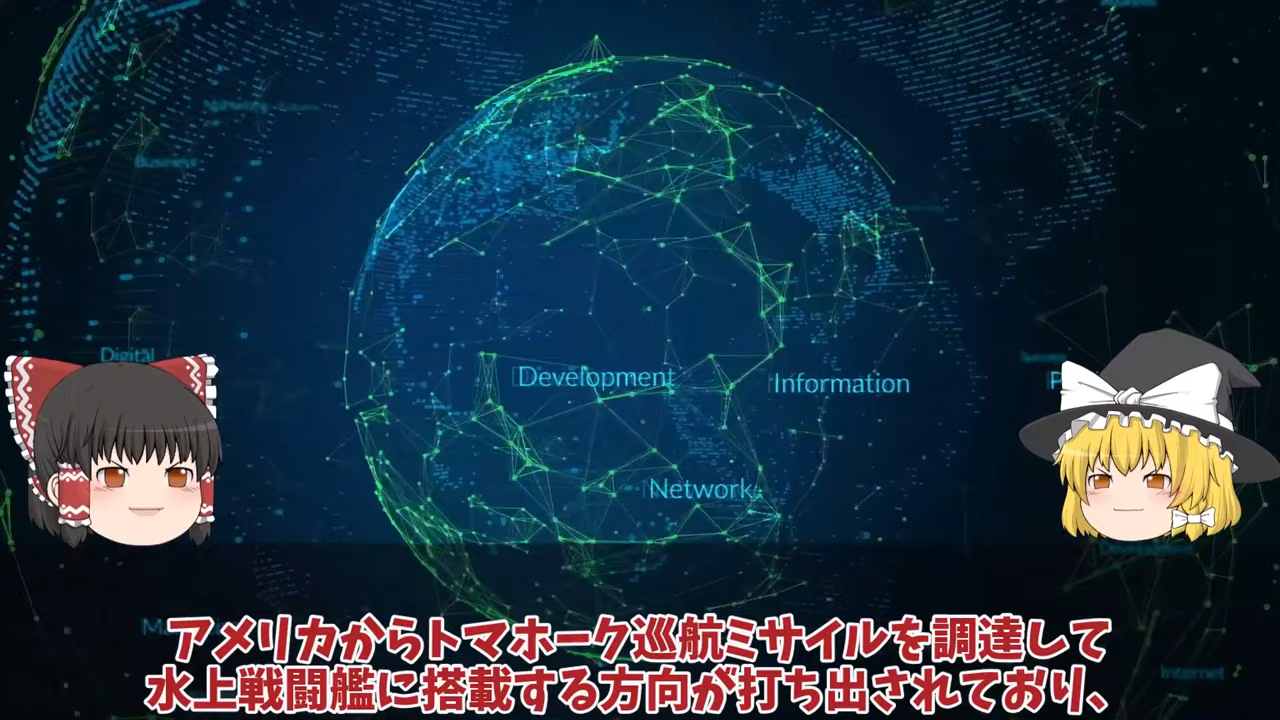 Digital
Development
Information
Network
アメリカからトマホーク巡航ミサイルを調達して
水上戦闘艦に搭載する方向が打ち出されており、
Internet